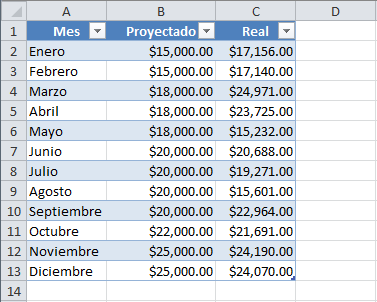 A B C D
1 Mes Proyectado Real
2 Enero $15,000.00 $17,156.00
3 Febrero $15,000.00 $17,140.00
4 Marzo $18,000.00 $24,971.00
5 Abril $18,000.00 $23,725.00
6 Mayo $18,000.00 $15,232.00
7 Junio $20,000.00 $20,688.00
8 Julio $20,000.00 $19,271.00
9 Agosto $20,000.00 $15,601.00
10 Septiembre $20,000.00 $22,964.00
11 Octubre $22,000.00 $21,691.00
12 Noviembre $25,000.00 $24,190.00
13 Diciembre $25,000.00 $24,070.00
14